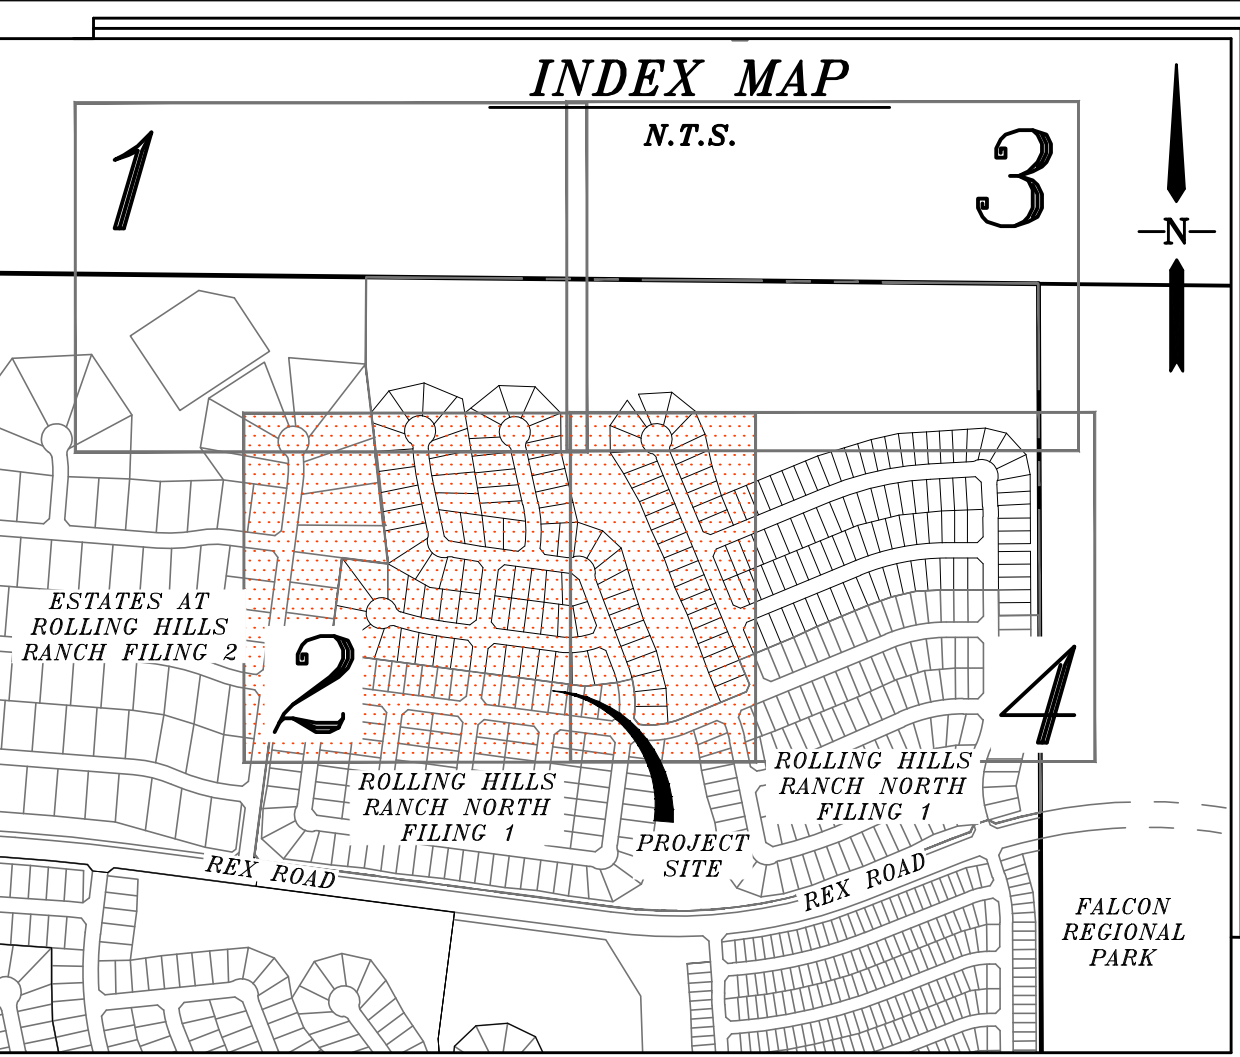 INDEX MAP
N.T.S.
1
3
N
ESTATES AT
ROLLING HILLS
RANCH FILING 2
2
4
ROLLING HILLS
RANCH NORTH
FILING 1
ROLLING HILLS
RANCH NORTH
FILING 1
PROJECT
SITE
REX ROAD
REX ROAD
FALCON
REGIONAL
PARK